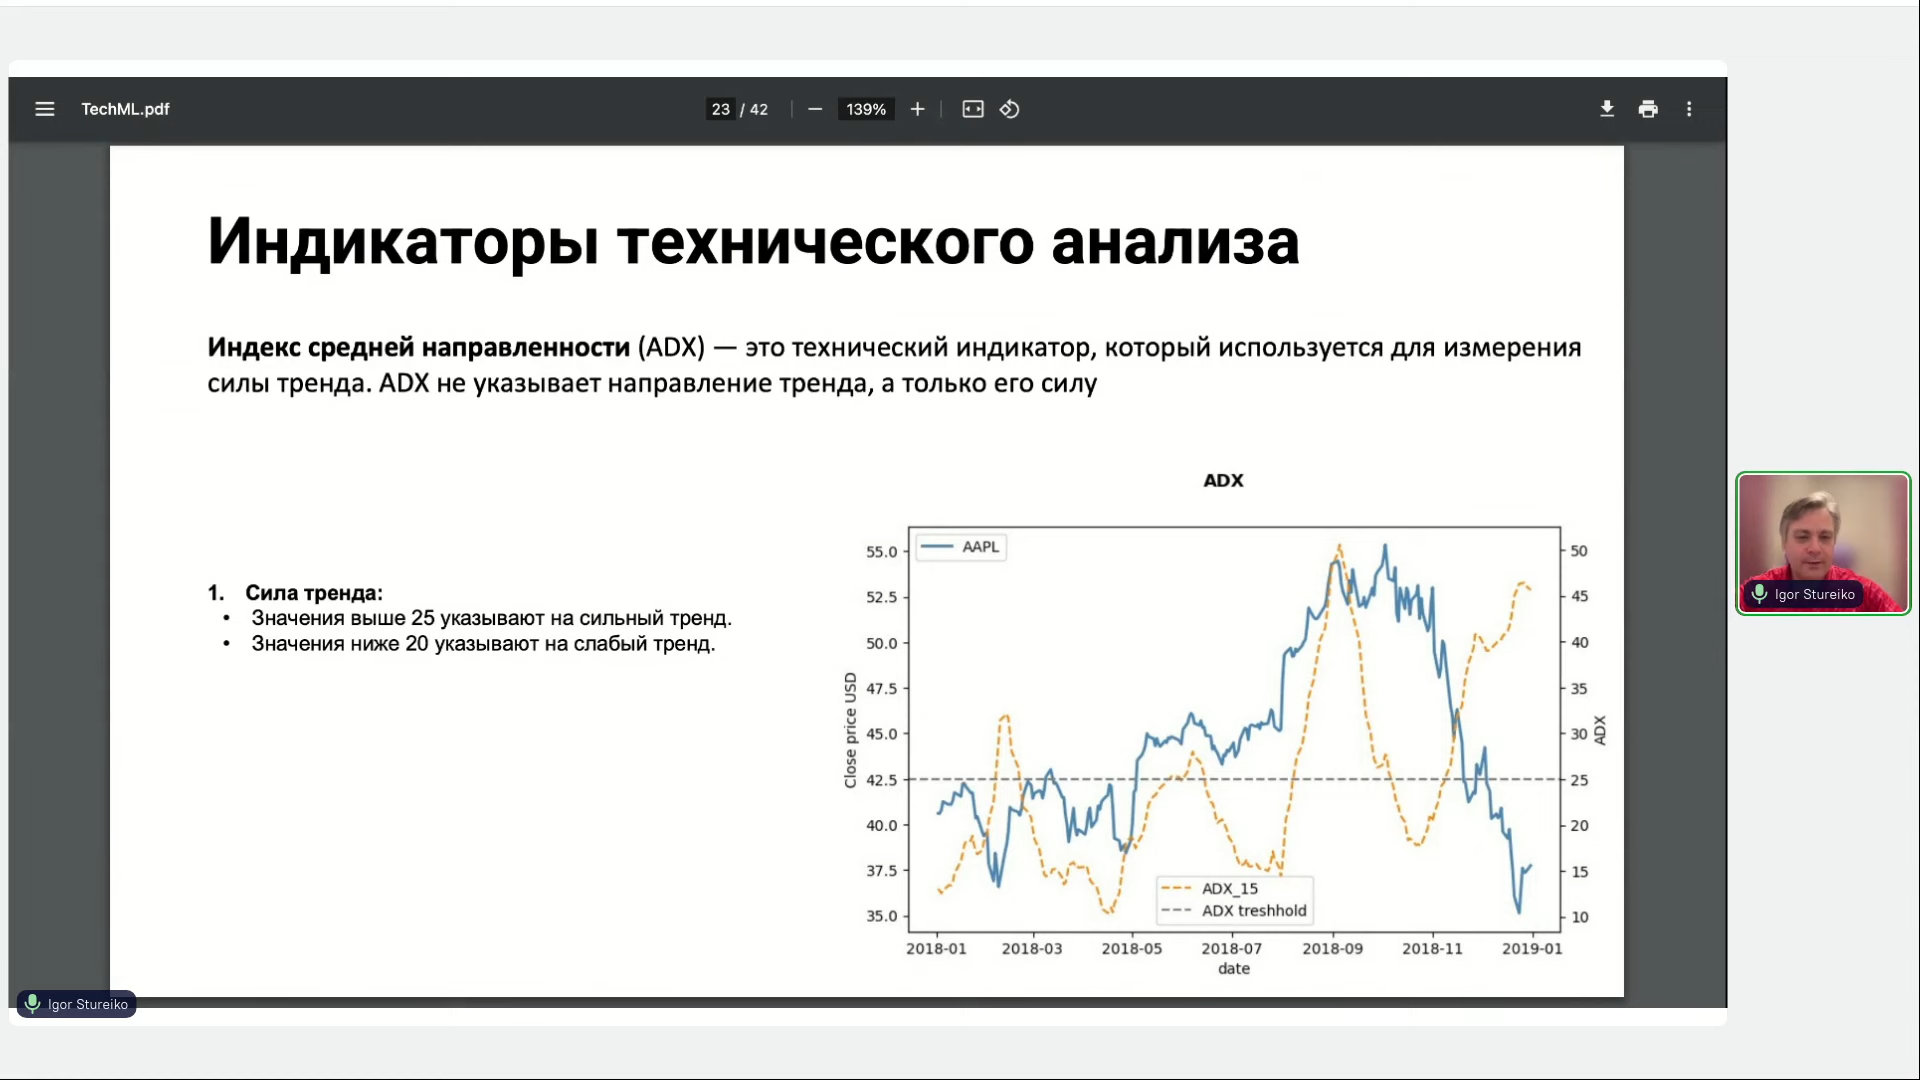 TechML.pdf
23 / 42
139%
Индикаторы технического анализа
Индекс средней направленности (ADX) — это технический индикатор, который используется для измерения
силы тренда. ADX не указывает направление тренда, а только его силу
1. Сила тренда:
• Значения выше 25 указывают на сильный тренд.
• Значения ниже 20 указывают на слабый тренд.
ADX
AAPL
55.0
52.5
50.0
47.5
45.0
42.5
40.0
37.5
35.0
Close price USD
50
45
40
35
30
25
20
15
10
ADX
ADX_15
ADX treshhold
2018-01 2018-03 2018-05 2018-07 2018-09 2018-11 2019-01
date
Igor Stureiko
Igor Stureiko